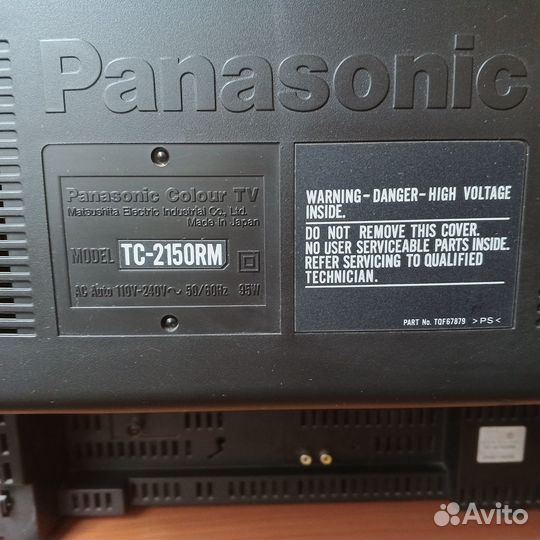 Panasonic
Panasonic Colour TV
Matsushita Electric Industrial Co., Ltd.
Made in Japan
MODEL TC-2150RM
AC Auto 110V-240V~ 50/60Hz 95W
WARNING-DANGER-HIGH VOLTAGE
INSIDE.
DO NOT REMOVE THIS COVER.
NO USER SERVICEABLE PARTS INSIDE.
REFER SERVICING TO QUALIFIED
TECHNICIAN.
PART No. TQF67879 >PS<
Avito